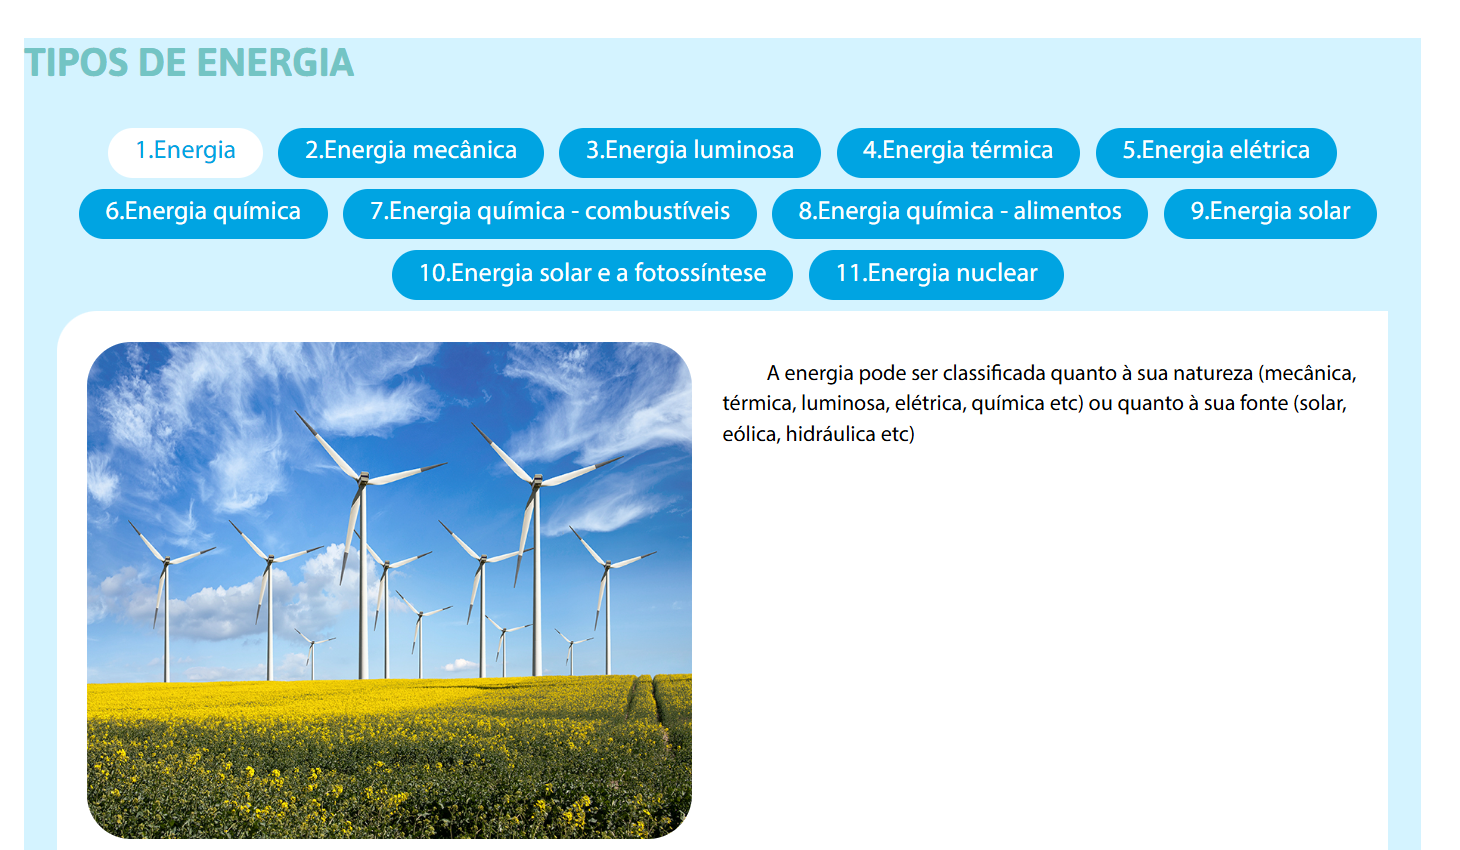 TIPOS DE ENERGIA
1.Energia
2.Energia mecânica
3.Energia luminosa
4.Energia térmica
5.Energia elétrica
6.Energia química
7.Energia química - combustíveis
8.Energia química - alimentos
9.Energia solar
10.Energia solar e a fotossíntese
11.Energia nuclear
A energia pode ser classificada quanto à sua natureza (mecânica,
térmica, luminosa, elétrica, química etc) ou quanto à sua fonte (solar,
eólica, hidráulica etc)